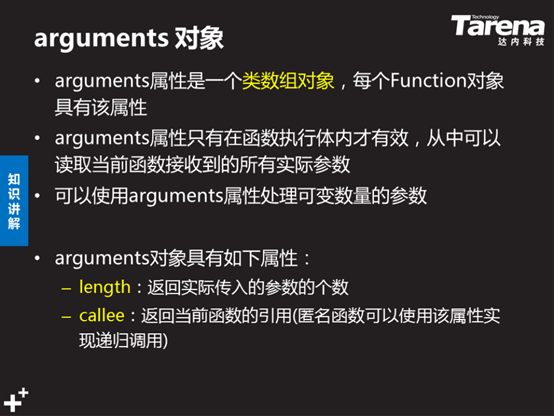 arguments 对象
Technology
Tarena
达内科技
• arguments属性是一个类数组对象，每个Function对象
具有该属性
• arguments属性只有在函数执行体内才有效，从中可以
读取当前函数接收到的所有实际参数
• 可以使用arguments属性处理可变数量的参数
知识讲解
• arguments对象具有如下属性：
– length：返回实际传入的参数的个数
– callee：返回当前函数的引用(匿名函数可以使用该属性实
现递归调用)